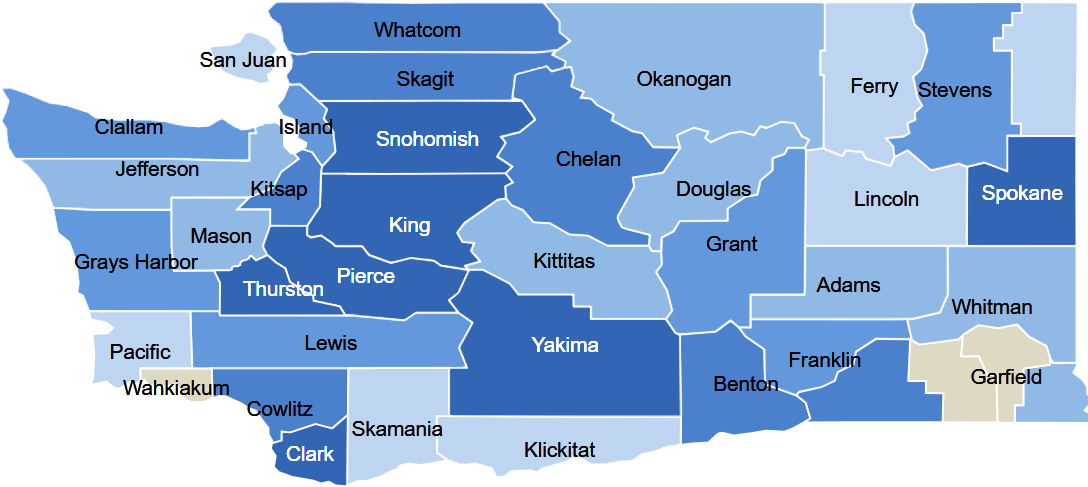 Whatcom
San Juan
Skagit
Okanogan
Ferry
Stevens
Clallam
Island
Snohomish
Chelan
Jefferson
Kitsap
Douglas
Lincoln
Spokane
Mason
King
Grant
Grays Harbor
Kittitas
Pierce
Thurston
Adams
Whitman
Pacific
Lewis
Yakima
Franklin
Wahkiakum
Benton
Garfield
Cowlitz
Skamania
Clark
Klickitat